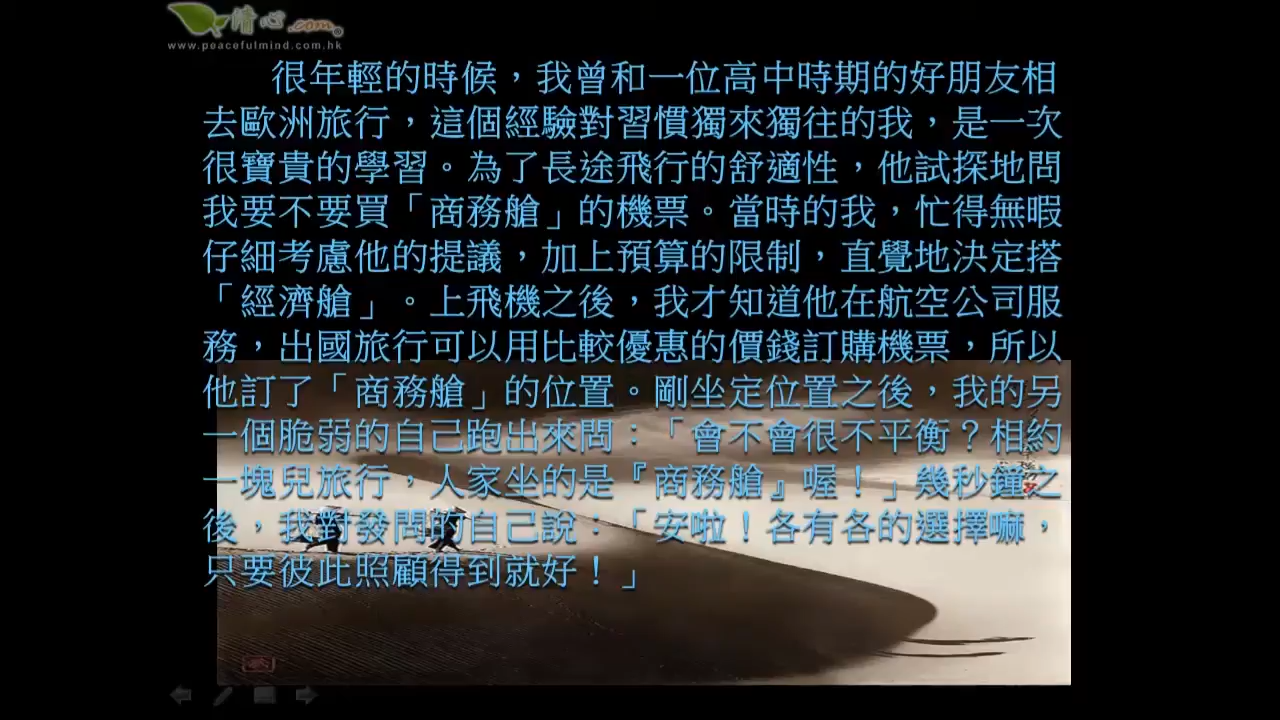 情心.com
www.peacefulmind.com.hk
很年輕的時候，我曾和一位高中時期的好朋友相
去歐洲旅行，這個經驗對習慣獨來獨往的我，是一次
很寶貴的學習。為了長途飛行的舒適性，他試探地問
我要不要買「商務艙」的機票。當時的我，忙得無暇
仔細考慮他的提議，加上預算的限制，直覺地決定搭
「經濟艙」。上飛機之後，我才知道他在航空公司服
務，出國旅行可以用比較優惠的價錢訂購機票，所以
他訂了「商務艙」的位置。剛坐定位置之後，我的另
一個脆弱的自己跑出來問：「會不會很不平衡？相約
一塊兒旅行，人家坐的是『商務艙』喔！」幾秒鐘之
後，我對發問的自己說：「安啦！各有各的選擇嘛，
只要彼此照顧得到就好！」